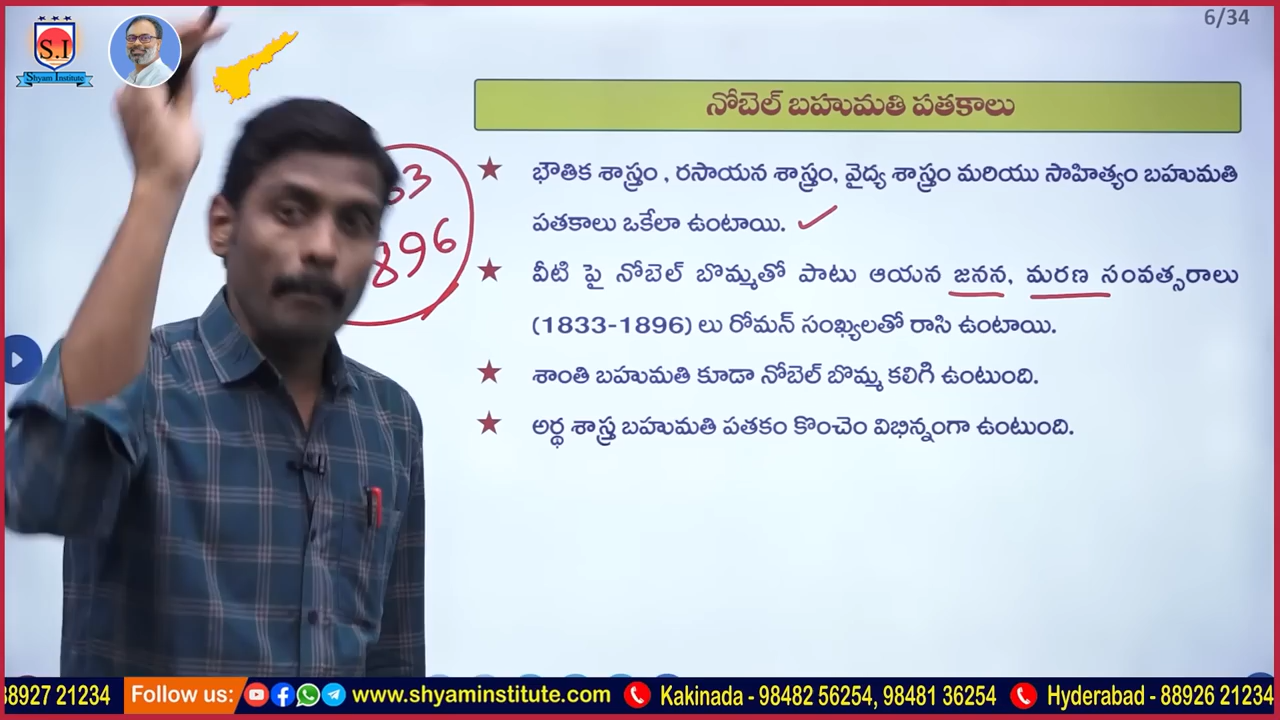 6/34
S.I
Shyam Institute
నోబెల్ బహుమతి పతకాలు
భౌతిక శాస్త్రం , రసాయన శాస్త్రం, వైద్య శాస్త్రం మరియు సాహిత్యం బహుమతి
పతకాలు ఒకేలా ఉంటాయి.
వీటి పై నోబెల్ బొమ్మతో పాటు ఆయన జనన, మరణ సంవత్సరాలు
(1833-1896) లు రోమన్ సంఖ్యలతో రాసి ఉంటాయి.
శాంతి బహుమతి కూడా నోబెల్ బొమ్మ కలిగి ఉంటుంది.
అర్థ శాస్త్ర బహుమతి పతకం కొంచెం విభిన్నంగా ఉంటుంది.
88927 21234 Follow us: www.shyaminstitute.com Kakinada - 98482 56254, 98481 36254 Hyderabad - 88926 21234